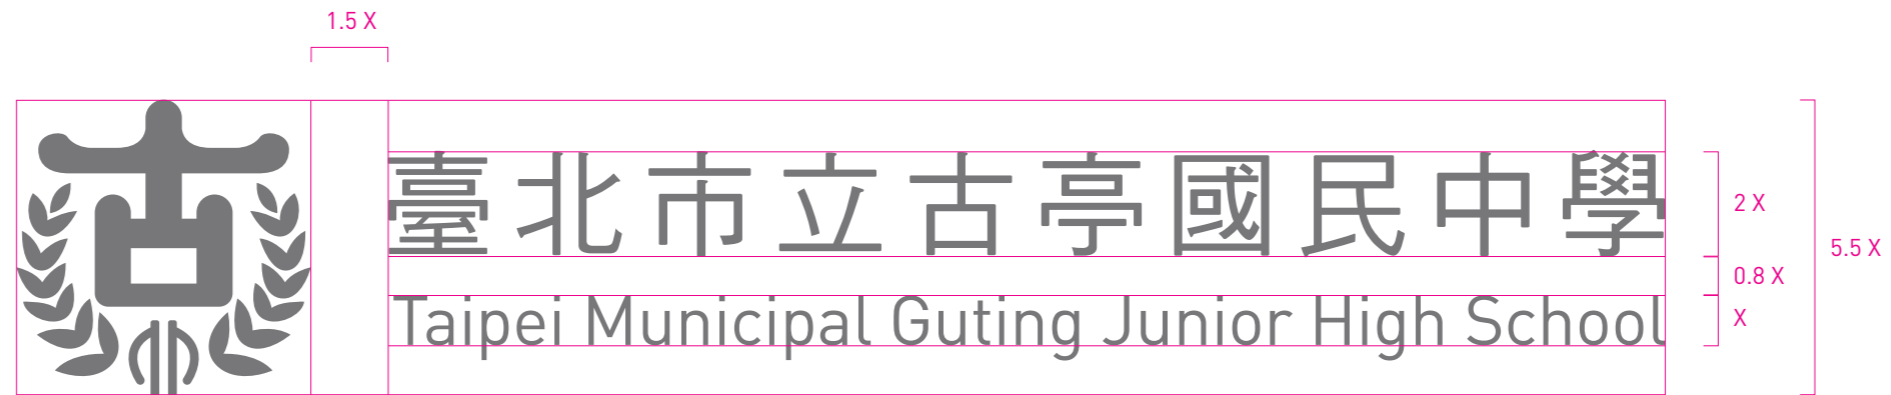 1.5 X
臺北市立古亭國民中學
Taipei Municipal Guting Junior High School
2 X
0.8 X
X
5.5 X